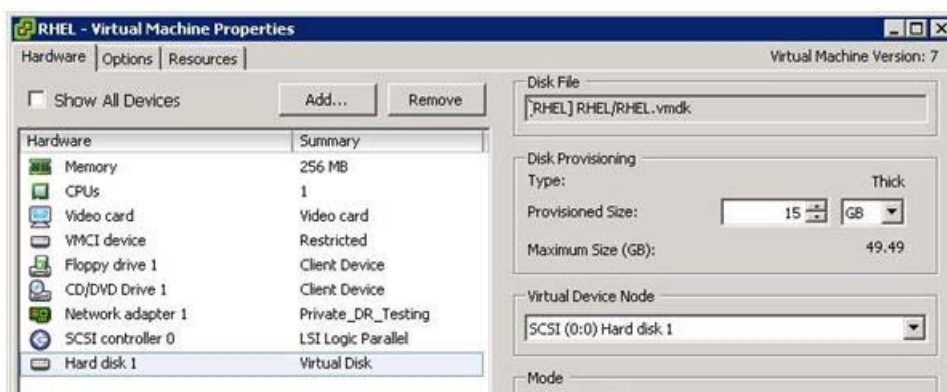 RHEL - Virtual Machine Properties
Hardware Options Resources
Virtual Machine Version: 7
Show All Devices
Add...
Remove
Hardware Summary
Memory 256 MB
CPUs 1
Video card Video card
VMCI device Restricted
Floppy drive 1 Client Device
CD/DVD Drive 1 Client Device
Network adapter 1 Private_DR_Testing
SCSI controller 0 LSI Logic Parallel
Hard disk 1 Virtual Disk
Disk File
[RHEL] RHEL/RHEL.vmdk
Disk Provisioning
Type: Thick
Provisioned Size: 15 GB
Maximum Size (GB): 49.49
Virtual Device Node
SCSI (0:0) Hard disk 1
Mode